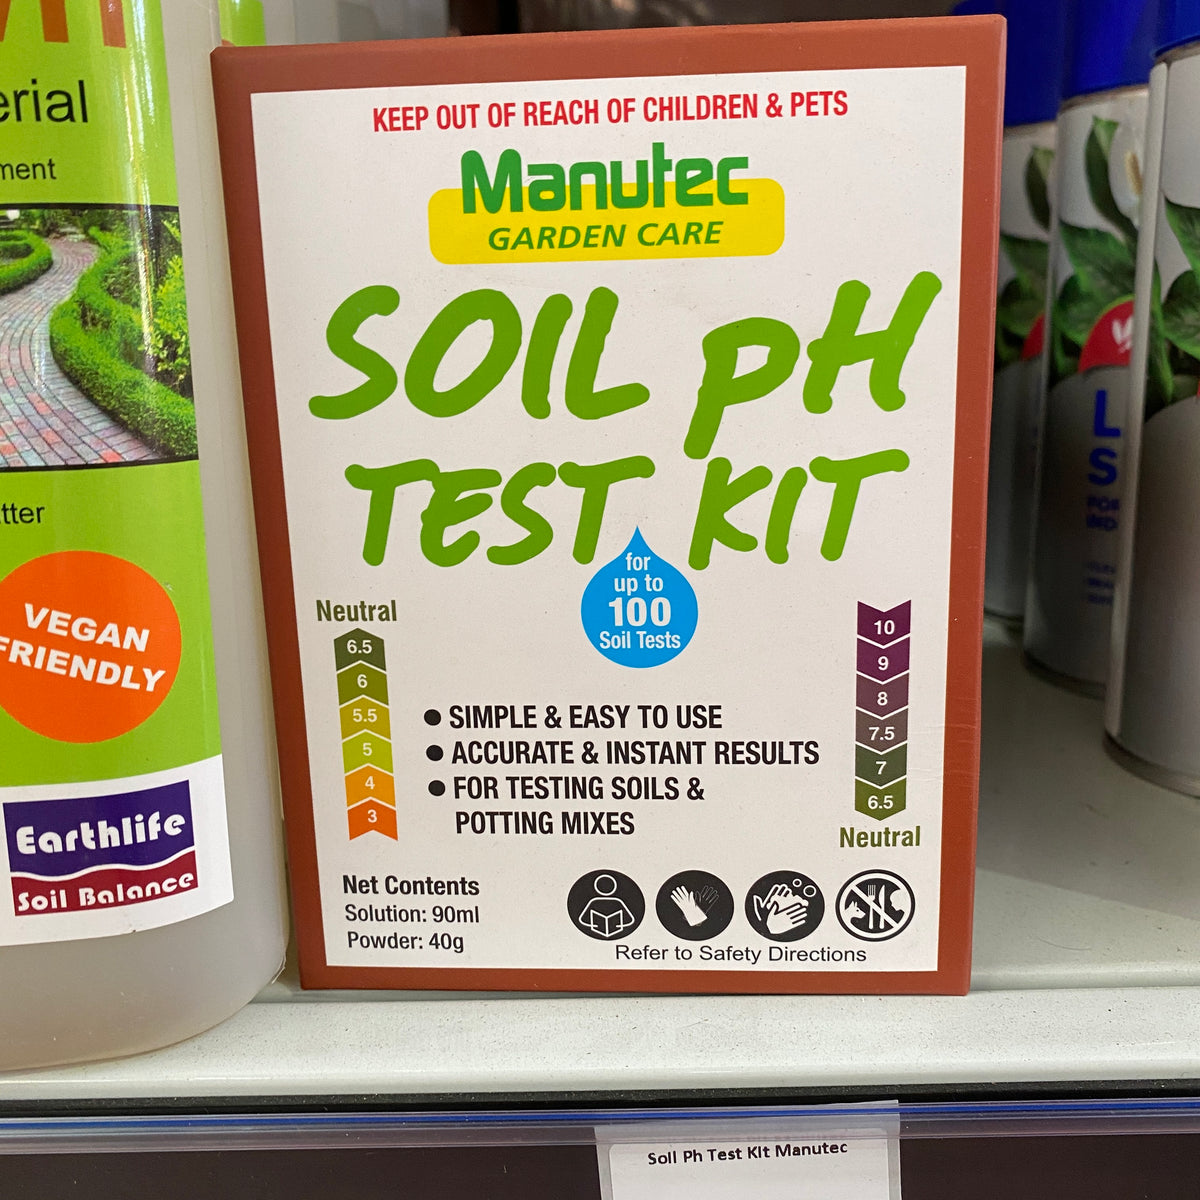 erial
ment
tter
VEGAN
FRIENDLY
Earthlife
Soil Balance
KEEP OUT OF REACH OF CHILDREN & PETS
Manutec
GARDEN CARE
SOIL pH
TEST KIT
for
up to
100
Soil Tests
Neutral
6.5
6
5.5
5
4
3
● SIMPLE & EASY TO USE
● ACCURATE & INSTANT RESULTS
● FOR TESTING SOILS &
POTTING MIXES
10
9
8
7.5
7
6.5
Neutral
Net Contents
Solution: 90ml
Powder: 40g
Refer to Safety Directions
L
S
Soil Ph Test Kit Manutec